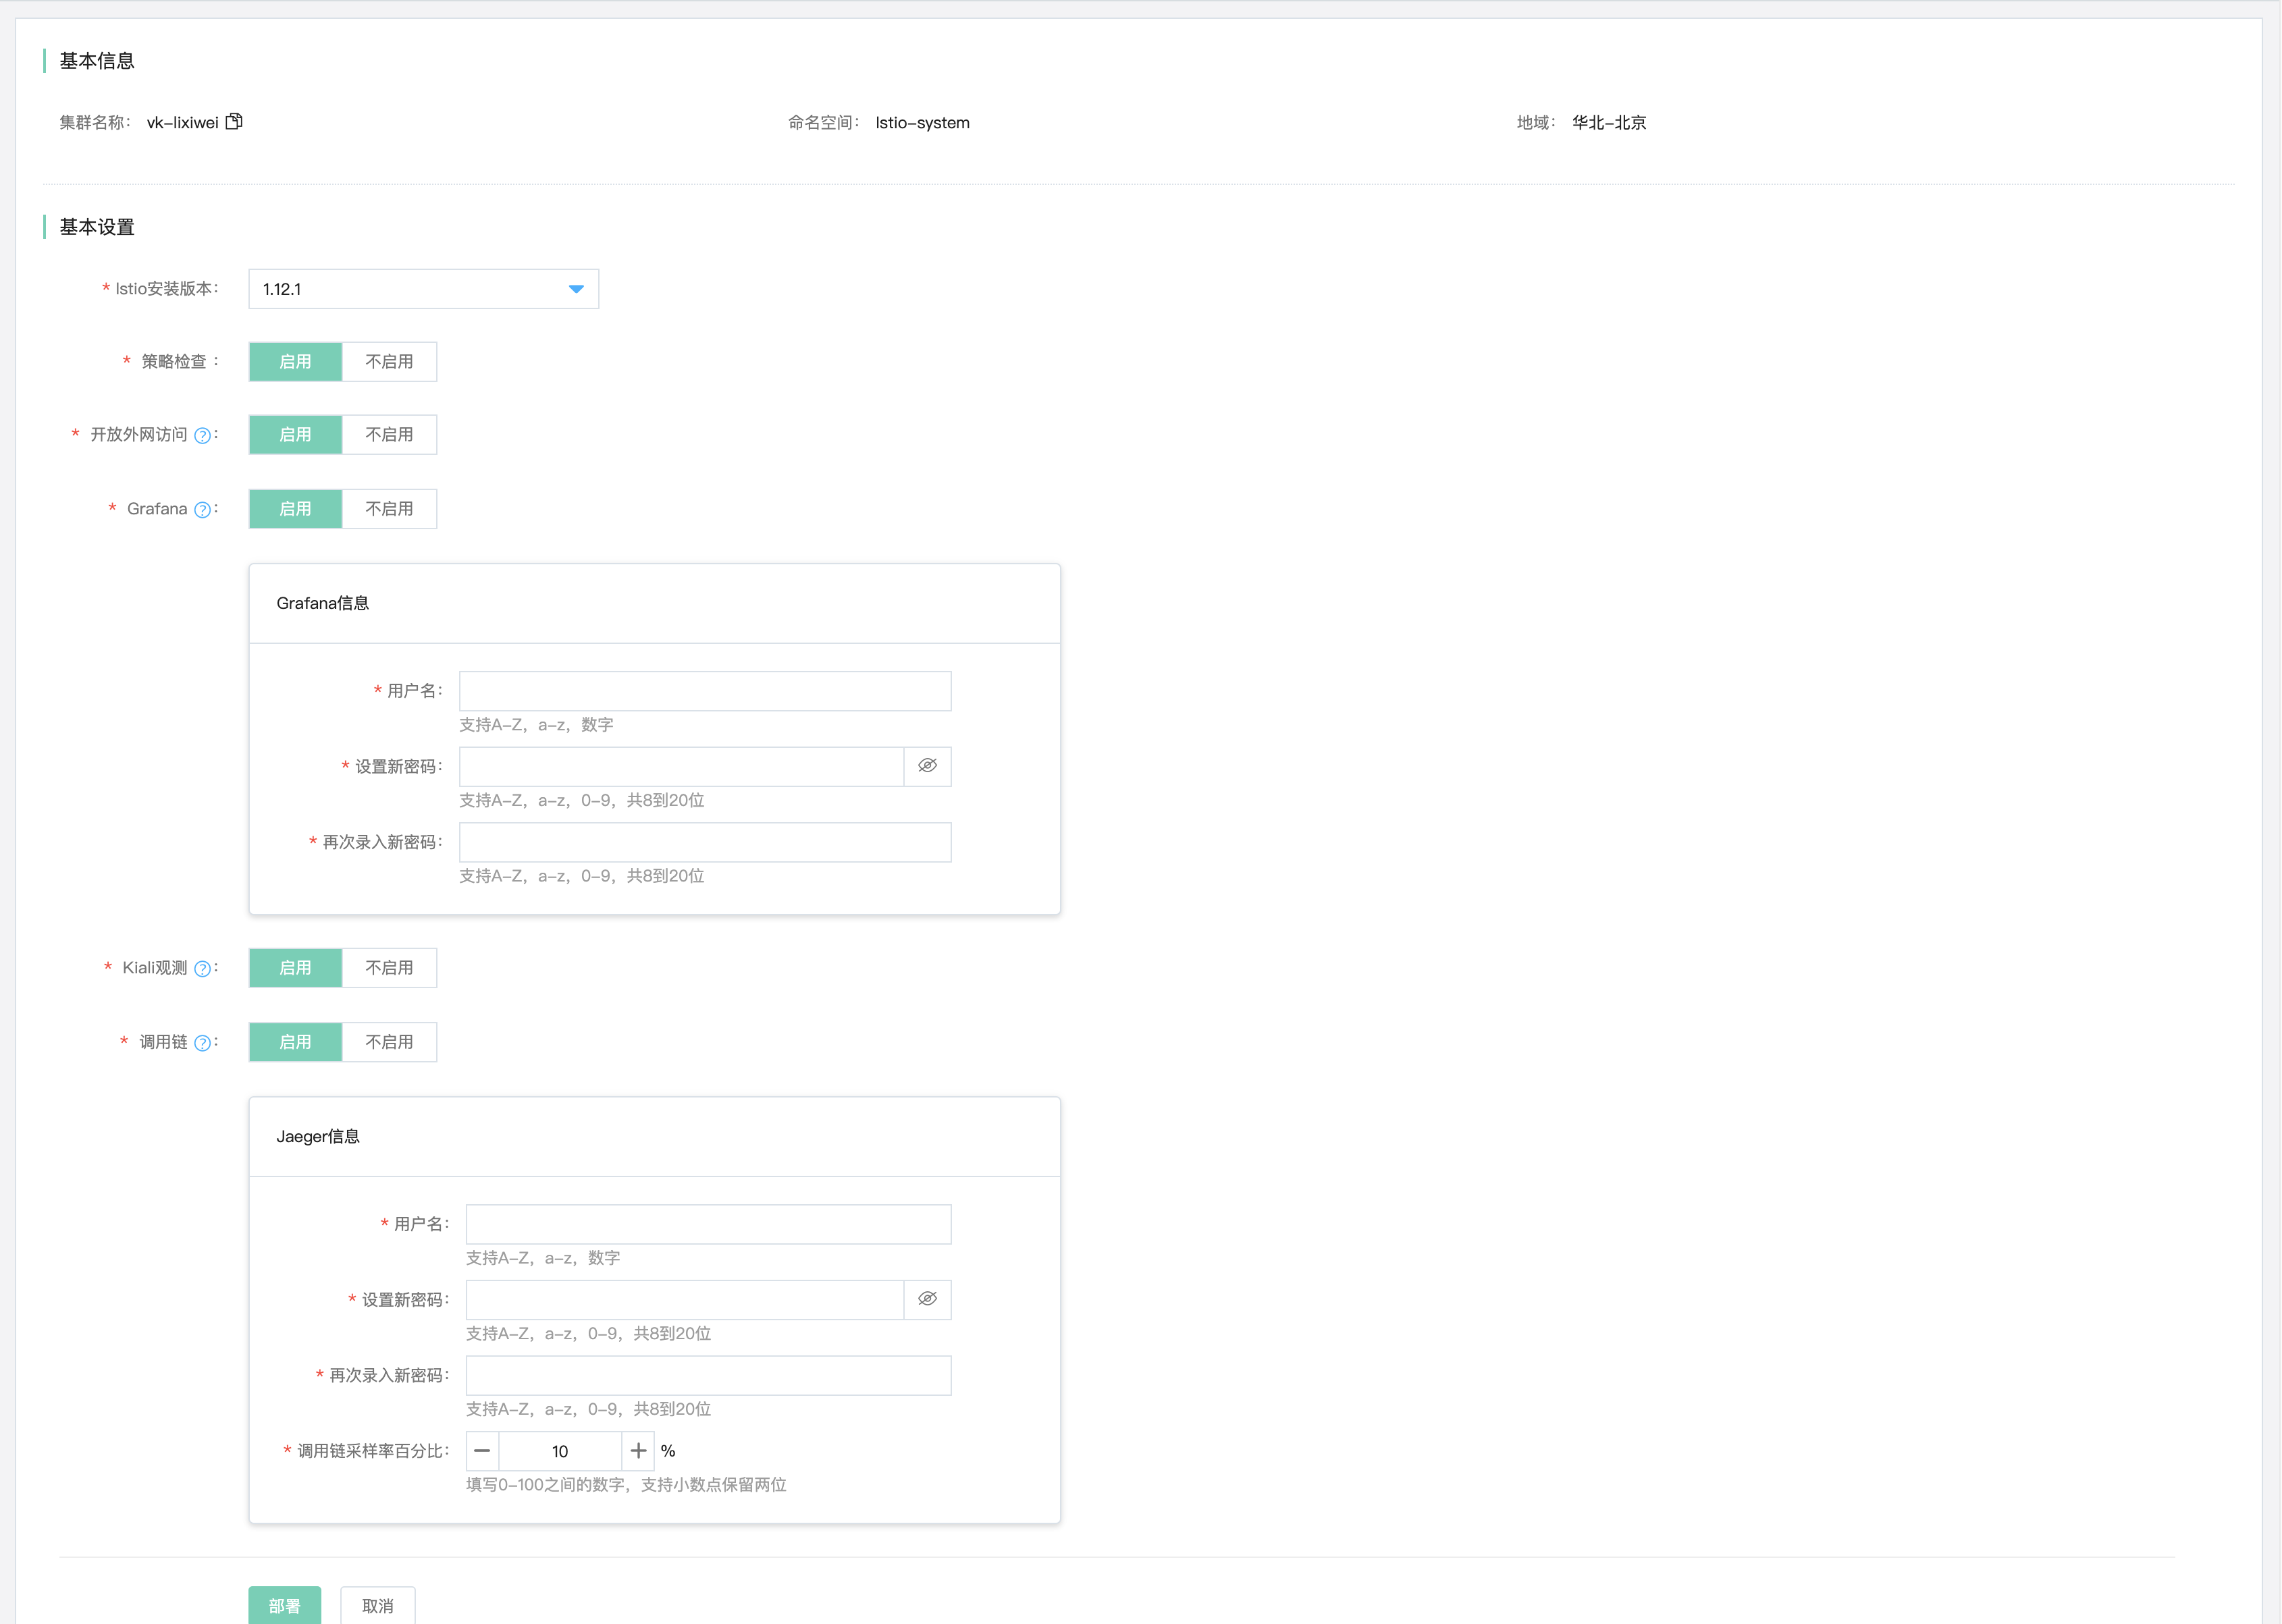 基本信息
集群名称： vk-lixiwei 命名空间： Istio-system 地域： 华北-北京
基本设置
* Istio安装版本： 1.12.1
* 策略检查 ： 启用 不启用
* 开放外网访问 ?： 启用 不启用
* Grafana ?： 启用 不启用
Grafana信息
* 用户名：
支持A-Z，a-z，数字
* 设置新密码：
支持A-Z，a-z，0-9，共8到20位
* 再次录入新密码：
支持A-Z，a-z，0-9，共8到20位
* Kiali观测 ?： 启用 不启用
* 调用链 ?： 启用 不启用
Jaeger信息
* 用户名：
支持A-Z，a-z，数字
* 设置新密码：
支持A-Z，a-z，0-9，共8到20位
* 再次录入新密码：
支持A-Z，a-z，0-9，共8到20位
* 调用链采样率百分比： — 10 + %
填写0-100之间的数字，支持小数点保留两位
部署 取消